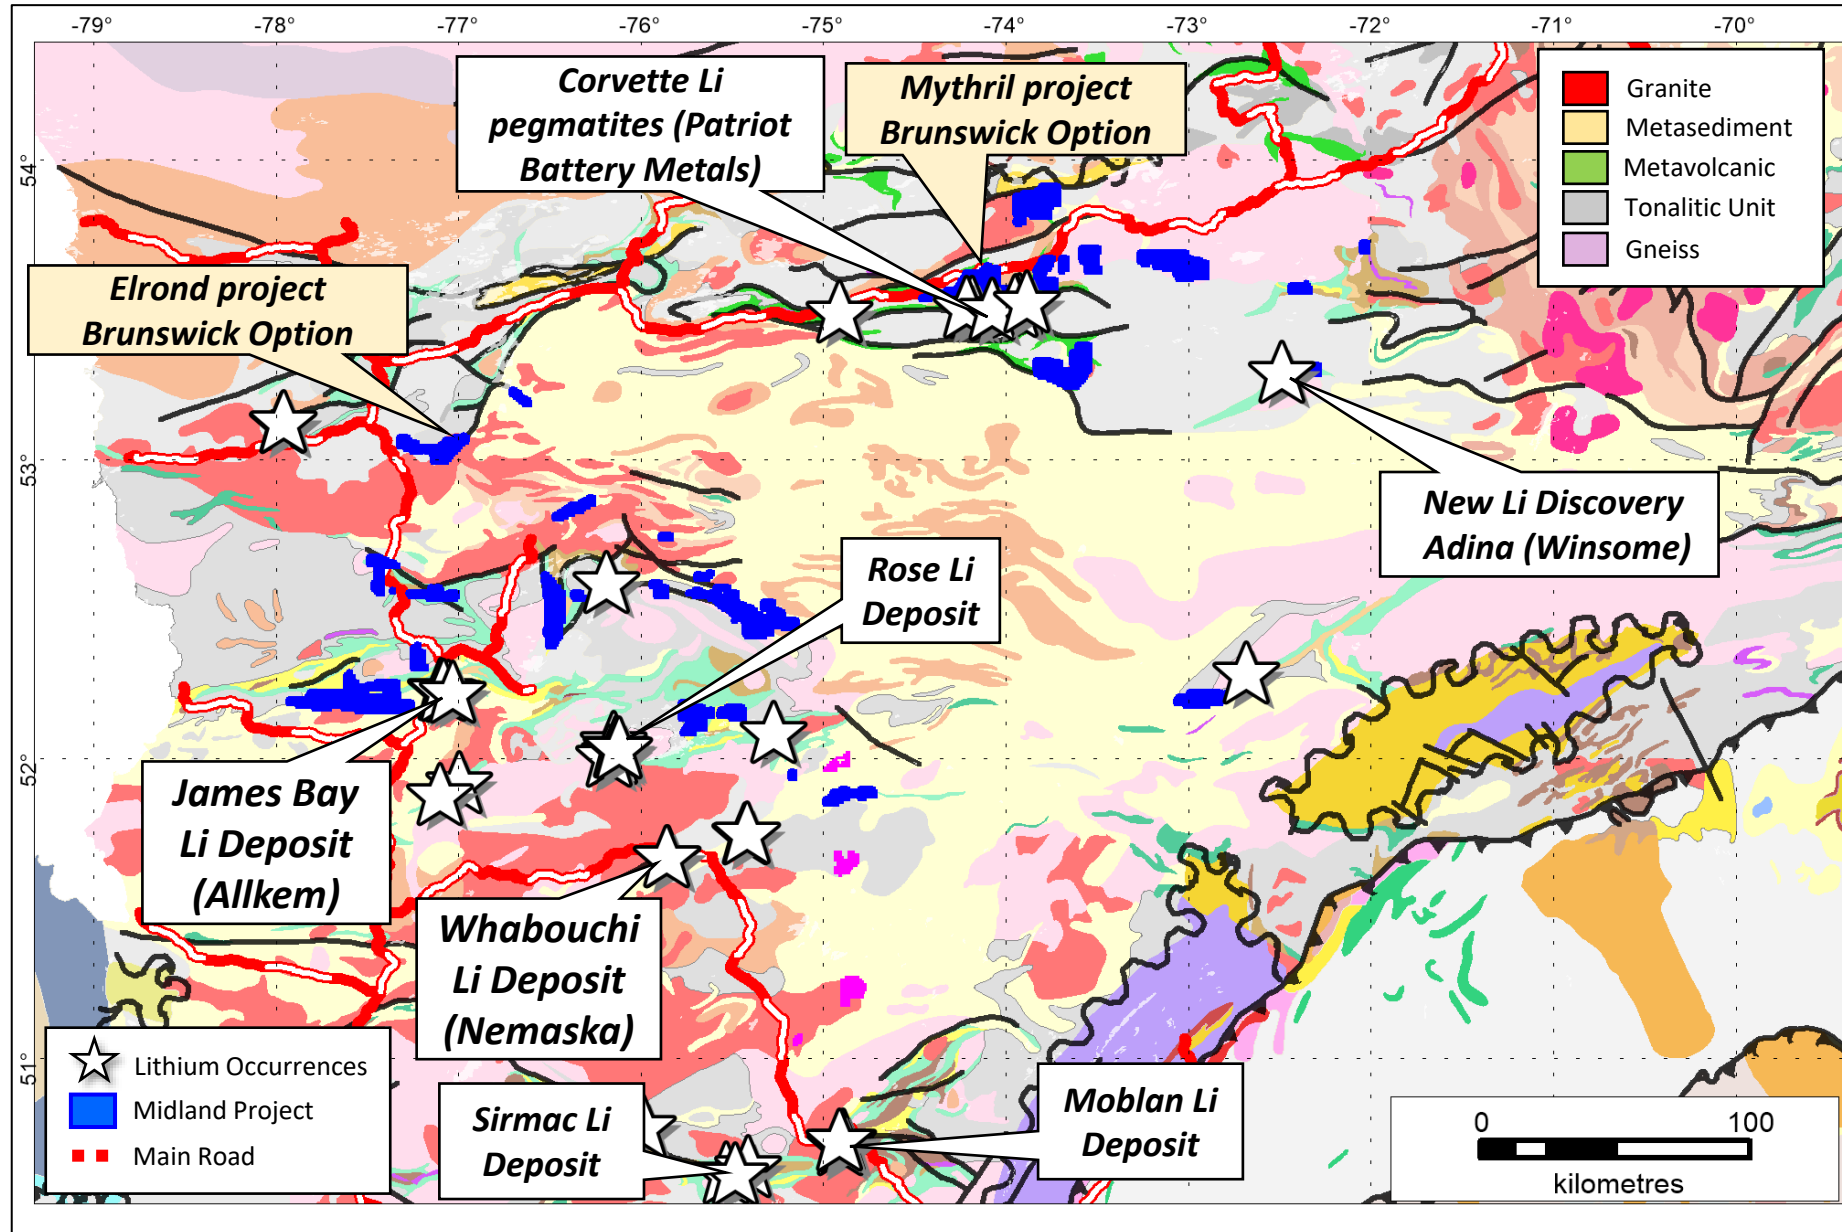 -79° -78° -77° -76° -75° -74° -73° -72° -71° -70°
54°
53°
52°
51°
Corvette Li
pegmatites (Patriot
Battery Metals)
Mythril project
Brunswick Option
Granite
Metasediment
Metavolcanic
Tonalitic Unit
Gneiss
Elrond project
Brunswick Option
New Li Discovery
Adina (Winsome)
Rose Li
Deposit
James Bay
Li Deposit
(Allkem)
Whabouchi
Li Deposit
(Nemaska)
Sirmac Li
Deposit
Moblan Li
Deposit
Lithium Occurrences
Midland Project
Main Road
0 100
kilometres